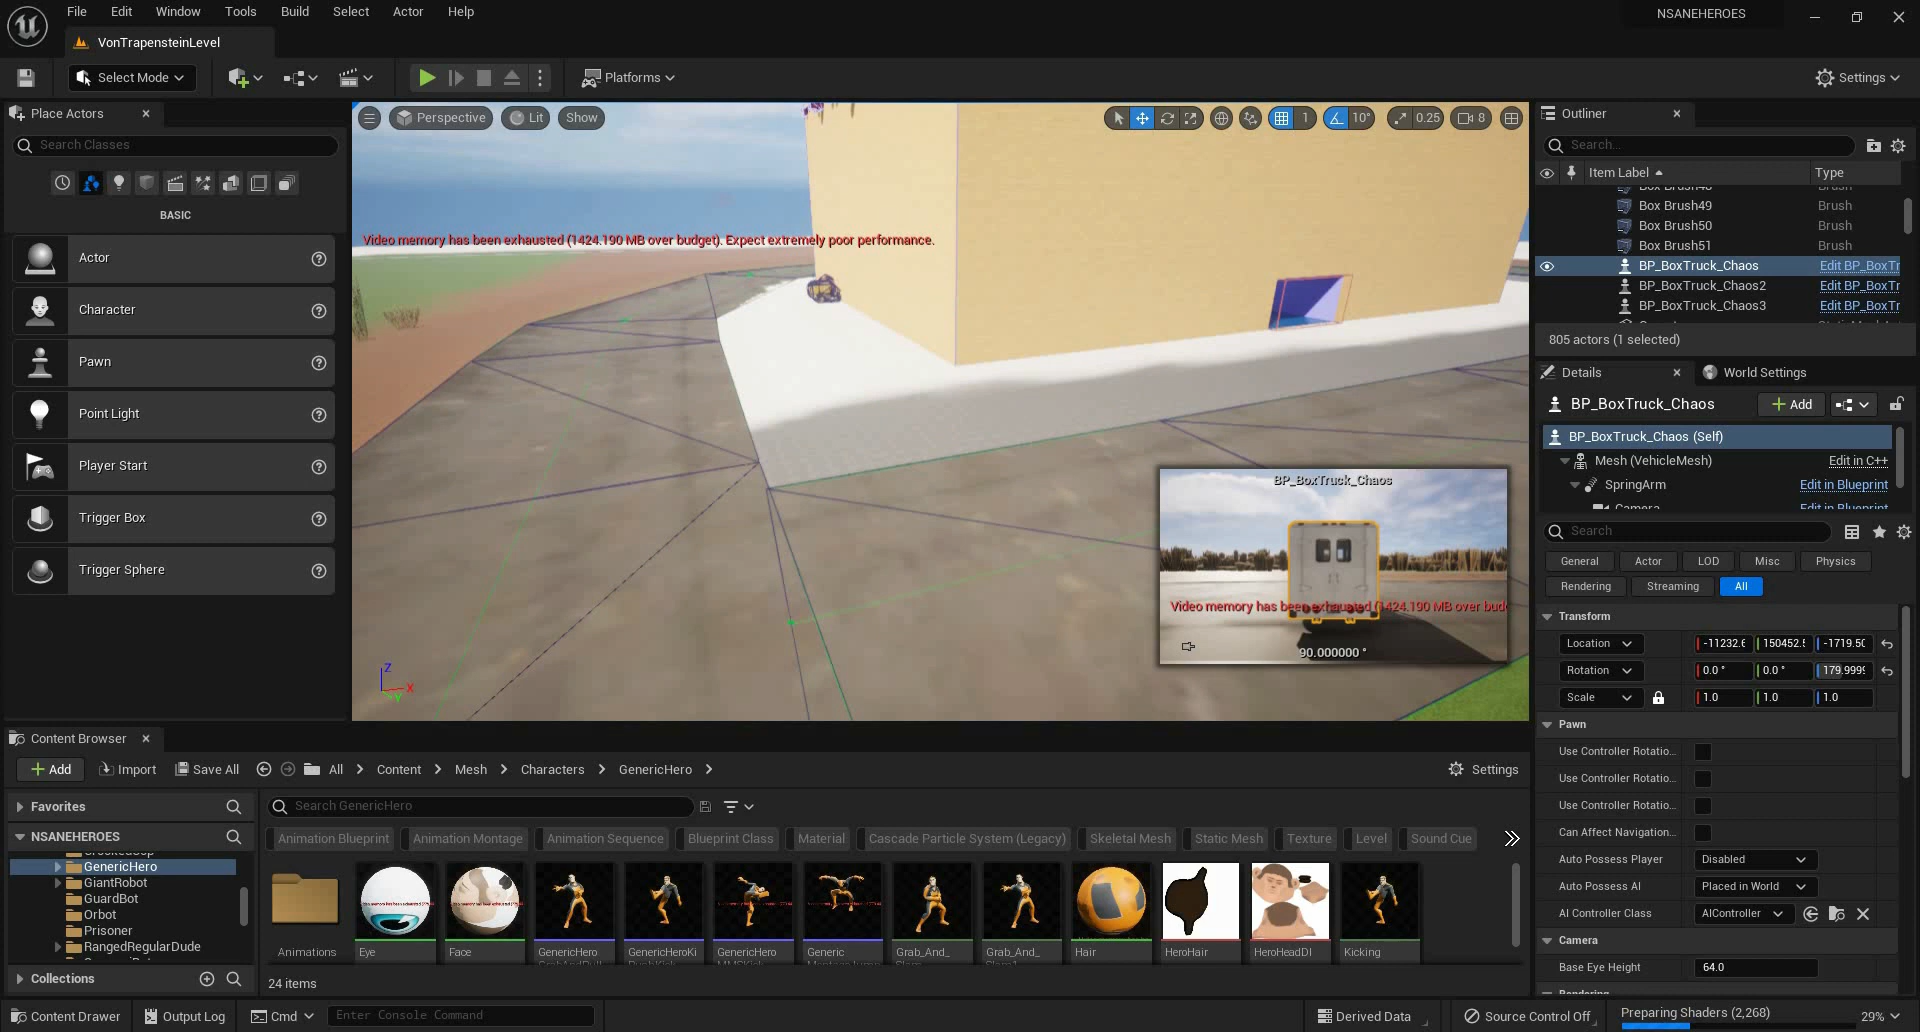 File Edit Window Tools Build Select Actor Help
NSANEHEROES
VonTrapensteinLevel
Select Mode
Platforms
Settings
Place Actors
Search Classes
BASIC
Actor
Character
Pawn
Point Light
Player Start
Trigger Box
Trigger Sphere
Perspective Lit Show
1 10° 0.25 8
Video memory has been exhausted (1424.190 MB over budget). Expect extremely poor performance.
Z
X
Y
BP_BoxTruck_Chaos
Video memory has been exhausted (1424.190 MB over bud
90.000000 °
Outliner
Search...
Item Label Type
Box Brush49 Brush
Box Brush50 Brush
Box Brush51 Brush
BP_BoxTruck_Chaos Edit BP_BoxTr
BP_BoxTruck_Chaos2 Edit BP_BoxTr
BP_BoxTruck_Chaos3 Edit BP_BoxTr
805 actors (1 selected)
Details World Settings
BP_BoxTruck_Chaos Add
BP_BoxTruck_Chaos (Self)
Mesh (VehicleMesh) Edit in C++
SpringArm Edit in Blueprint
Camera Edit in Blueprint
Search
General Actor LOD Misc Physics
Rendering Streaming All
Transform
Location -11232.6 150452.5 -1719.50
Rotation 0.0 ° 0.0 ° 179.9999
Scale 1.0 1.0 1.0
Pawn
Use Controller Rotatio...
Use Controller Rotatio...
Use Controller Rotatio...
Can Affect Navigation...
Auto Possess Player Disabled
Auto Possess AI Placed in World
AI Controller Class AIController
Camera
Base Eye Height 64.0
Rendering
Content Browser
Add Import Save All All Content Mesh Characters GenericHero Settings
Favorites
NSANEHEROES
GenericHero
GiantRobot
GuardBot
Orbot
Prisoner
RangedRegularDude
Collections
Search GenericHero
Animation Blueprint Animation Montage Animation Sequence Blueprint Class Material Cascade Particle System (Legacy) Skeletal Mesh Static Mesh Texture Level Sound Cue
Animations Eye Face GenericHero GenericHeroKi GenericHero Generic Grab_And_ Grab_And_ Hair HeroHair HeroHeadDI Kicking
24 items
Content Drawer Output Log Cmd Enter Console Command Derived Data Source Control Off Preparing Shaders (2,268) 29%